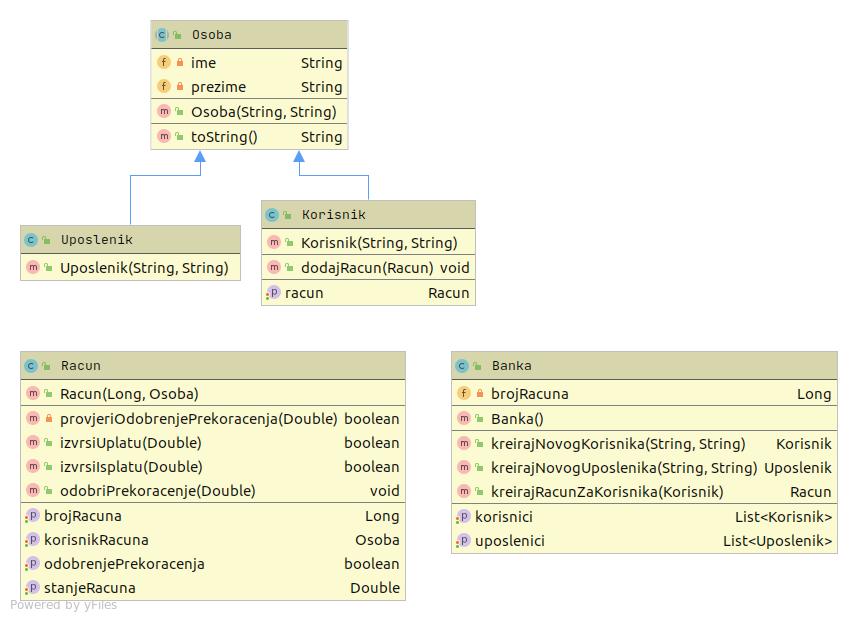 Osoba
ime String
prezime String
Osoba(String, String)
toString() String
Uposlenik
Uposlenik(String, String)
Korisnik
Korisnik(String, String)
dodajRacun(Racun) void
racun Racun
Racun
Racun(Long, Osoba)
provjeriOdobrenjePrekoracenja(Double) boolean
izvrsiUplatu(Double) boolean
izvrsiIsplatu(Double) boolean
odobriPrekoracenje(Double) void
brojRacuna Long
korisnikRacuna Osoba
odobrenjePrekoracenja boolean
stanjeRacuna Double
Banka
brojRacuna Long
Banka()
kreirajNovogKorisnika(String, String) Korisnik
kreirajNovogUposlenika(String, String) Uposlenik
kreirajRacunZaKorisnika(Korisnik) Racun
korisnici List<Korisnik>
uposlenici List<Uposlenik>
Powered by yFiles